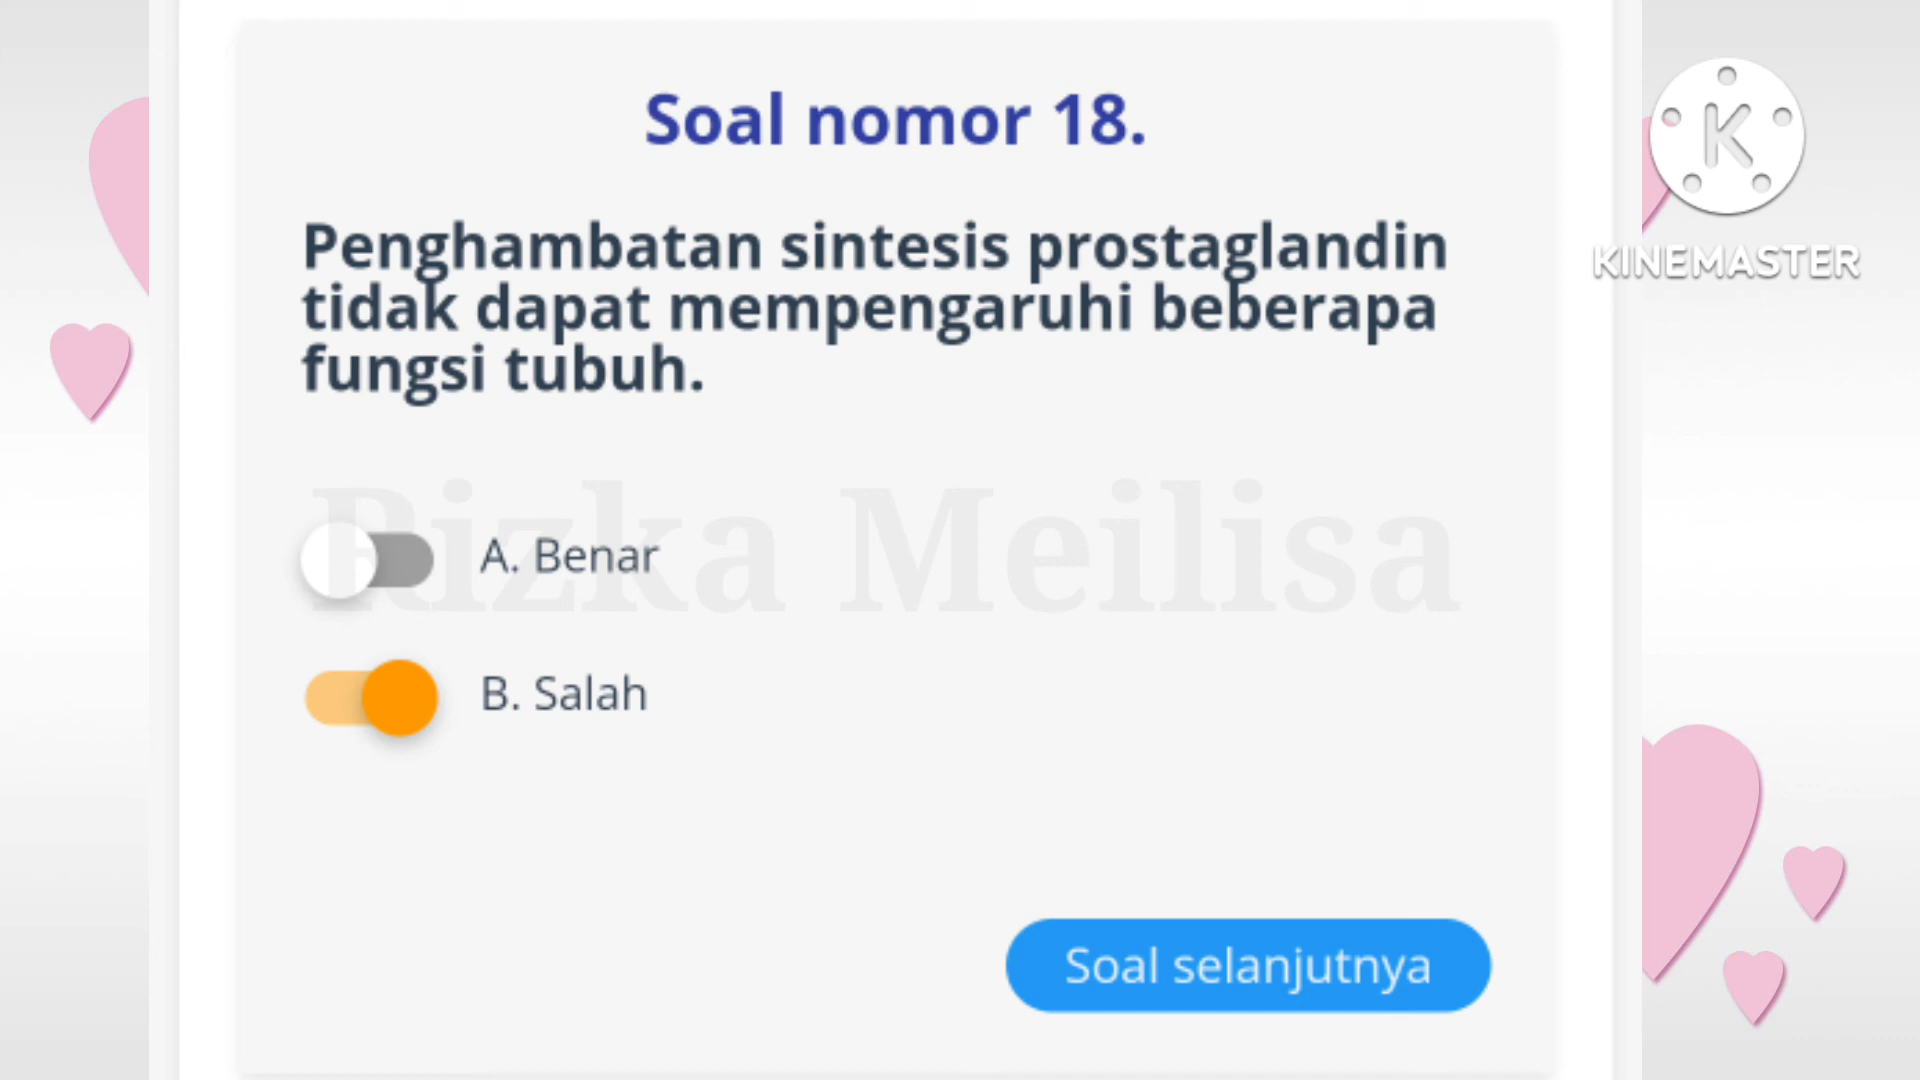 Soal nomor 18.
KINEMASTER
Penghambatan sintesis prostaglandin
tidak dapat mempengaruhi beberapa
fungsi tubuh.
Rizka Meilisa
A. Benar
B. Salah
Soal selanjutnya